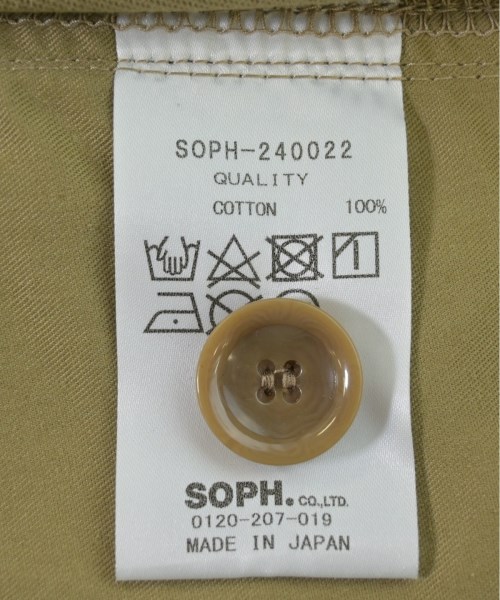 SOPH-240022
QUALITY
COTTON 100%
SOPH. CO.,LTD.
0120-207-019
MADE IN JAPAN